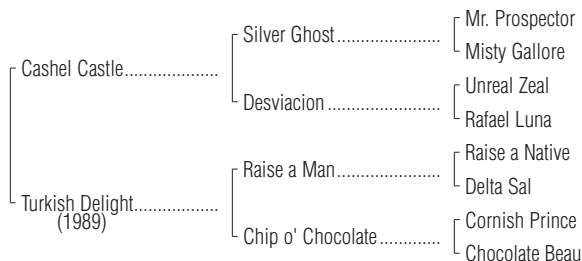 Mr. Prospector
Silver Ghost......................
Misty Gallore
Cashel Castle....................
Unreal Zeal
Desviacion ........................
Rafael Luna
Raise a Native
Raise a Man......................
Delta Sal
Turkish Delight..................
(1989)
Cornish Prince
Chip o' Chocolate.............
Chocolate Beau